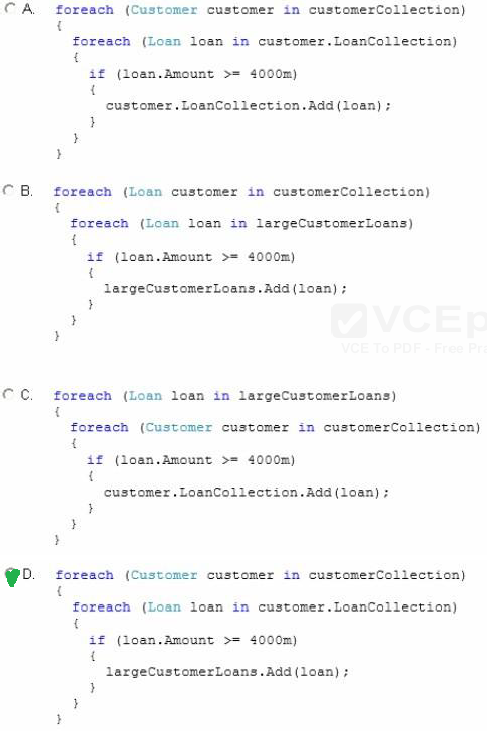 A. foreach (Customer customer in customerCollection)
{
foreach (Loan loan in customer.LoanCollection)
{
if (loan.Amount >= 4000m)
{
customer.LoanCollection.Add(loan);
}
}
}
B. foreach (Loan customer in customerCollection)
{
foreach (Loan loan in largeCustomerLoans)
{
if (loan.Amount >= 4000m)
{
largeCustomerLoans.Add(loan);
}
}
}
VCEp
VCE To PDF - Free Pra
C. foreach (Loan loan in largeCustomerLoans)
{
foreach (Customer customer in customerCollection)
{
if (loan.Amount >= 4000m)
{
customer.LoanCollection.Add(loan);
}
}
}
D. foreach (Customer customer in customerCollection)
{
foreach (Loan loan in customer.LoanCollection)
{
if (loan.Amount >= 4000m)
{
largeCustomerLoans.Add(loan);
}
}
}